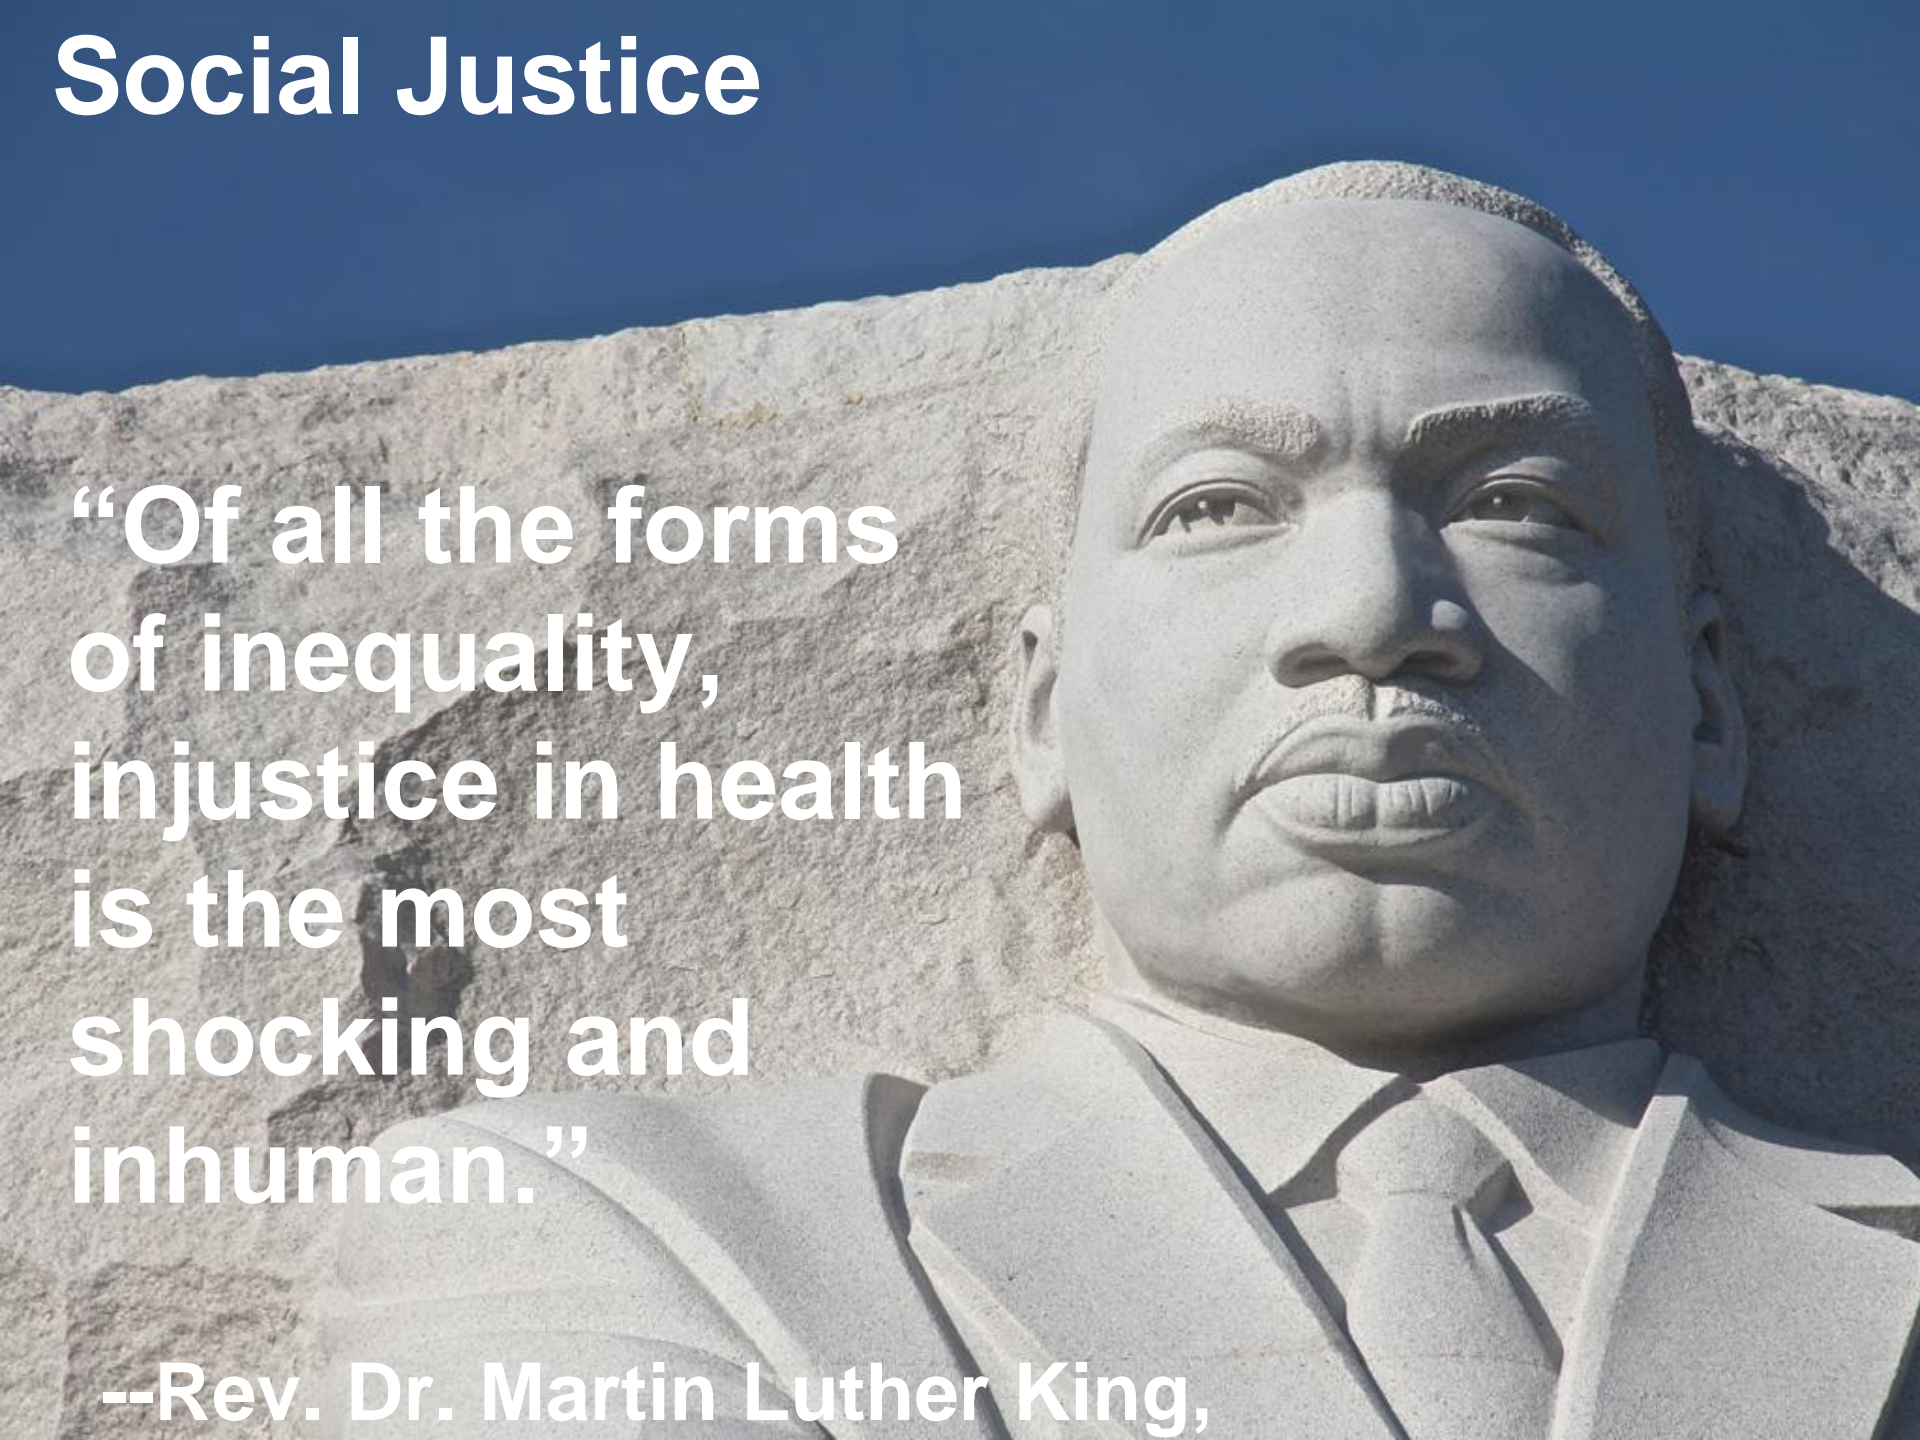 Social Justice
“Of all the forms
of inequality,
injustice in health
is the most
shocking and
inhuman.”
--Rev. Dr. Martin Luther King,